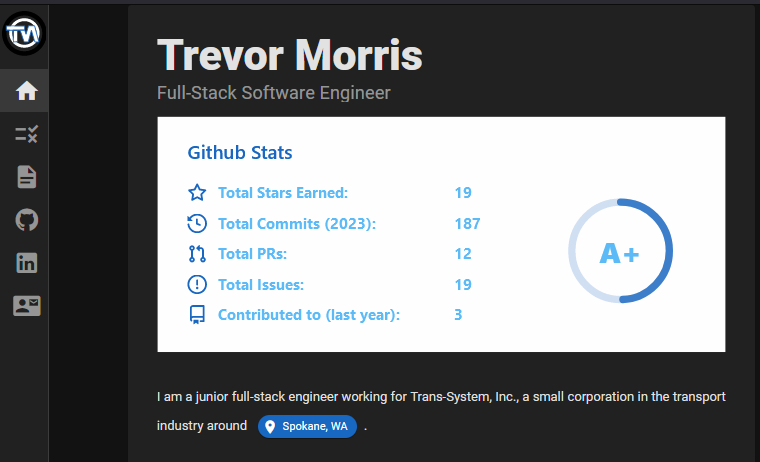 TM
Trevor Morris
Full-Stack Software Engineer
Github Stats
Total Stars Earned: 19
Total Commits (2023): 187
Total PRs: 12
Total Issues: 19
Contributed to (last year): 3
A+
I am a junior full-stack engineer working for Trans-System, Inc., a small corporation in the transport
industry around Spokane, WA .